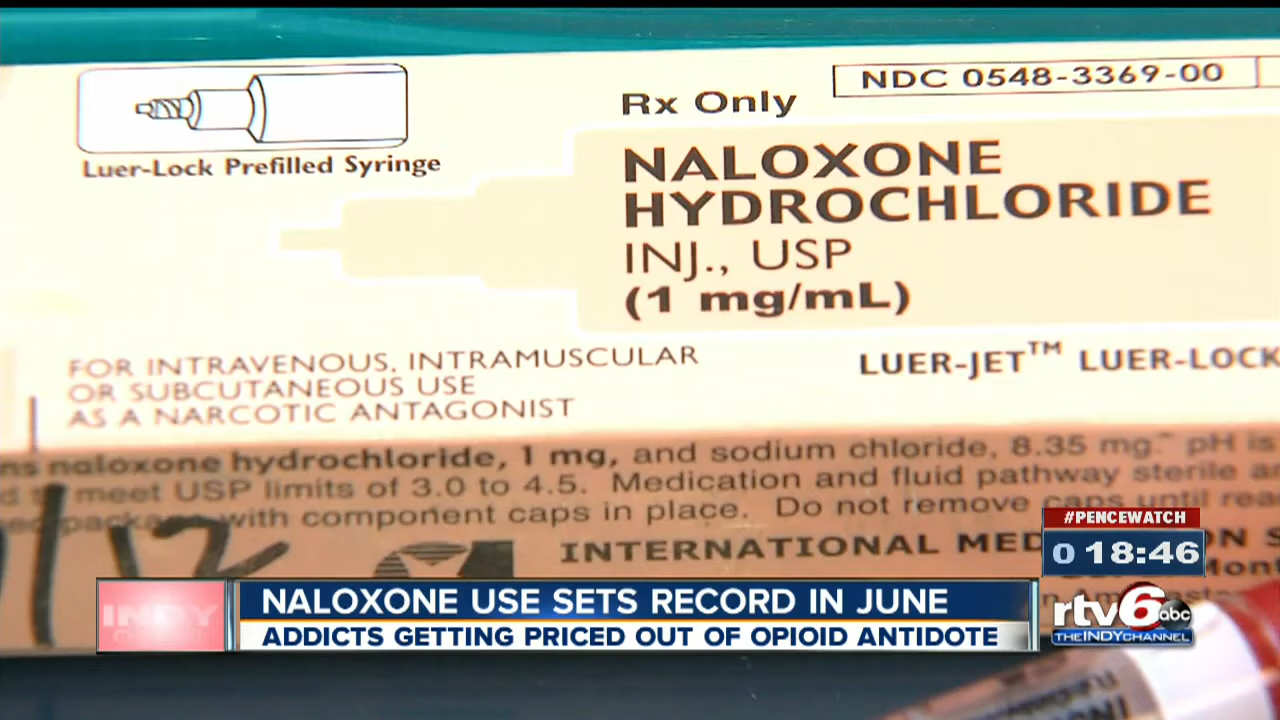 Luer-Lock Prefilled Syringe
Rx Only
NDC 0548-3369-00
NALOXONE
HYDROCHLORIDE
INJ., USP
(1 mg/mL)
FOR INTRAVENOUS, INTRAMUSCULAR
OR SUBCUTANEOUS USE
AS A NARCOTIC ANTAGONIST
LUER-JET™ LUER-LOCK
naloxone hydrochloride, 1 mg, and sodium chloride, 8.35 mg. pH is
meet USP limits of 3.0 to 4.5. Medication and fluid pathway sterile
with component caps in place. Do not remove caps until
INTERNATIONAL
#PENCEWATCH
0 18:46
INDY
NALOXONE USE SETS RECORD IN JUNE
ADDICTS GETTING PRICED OUT OF OPIOID ANTIDOTE
rtv6 abc
THEINDYCHANNEL